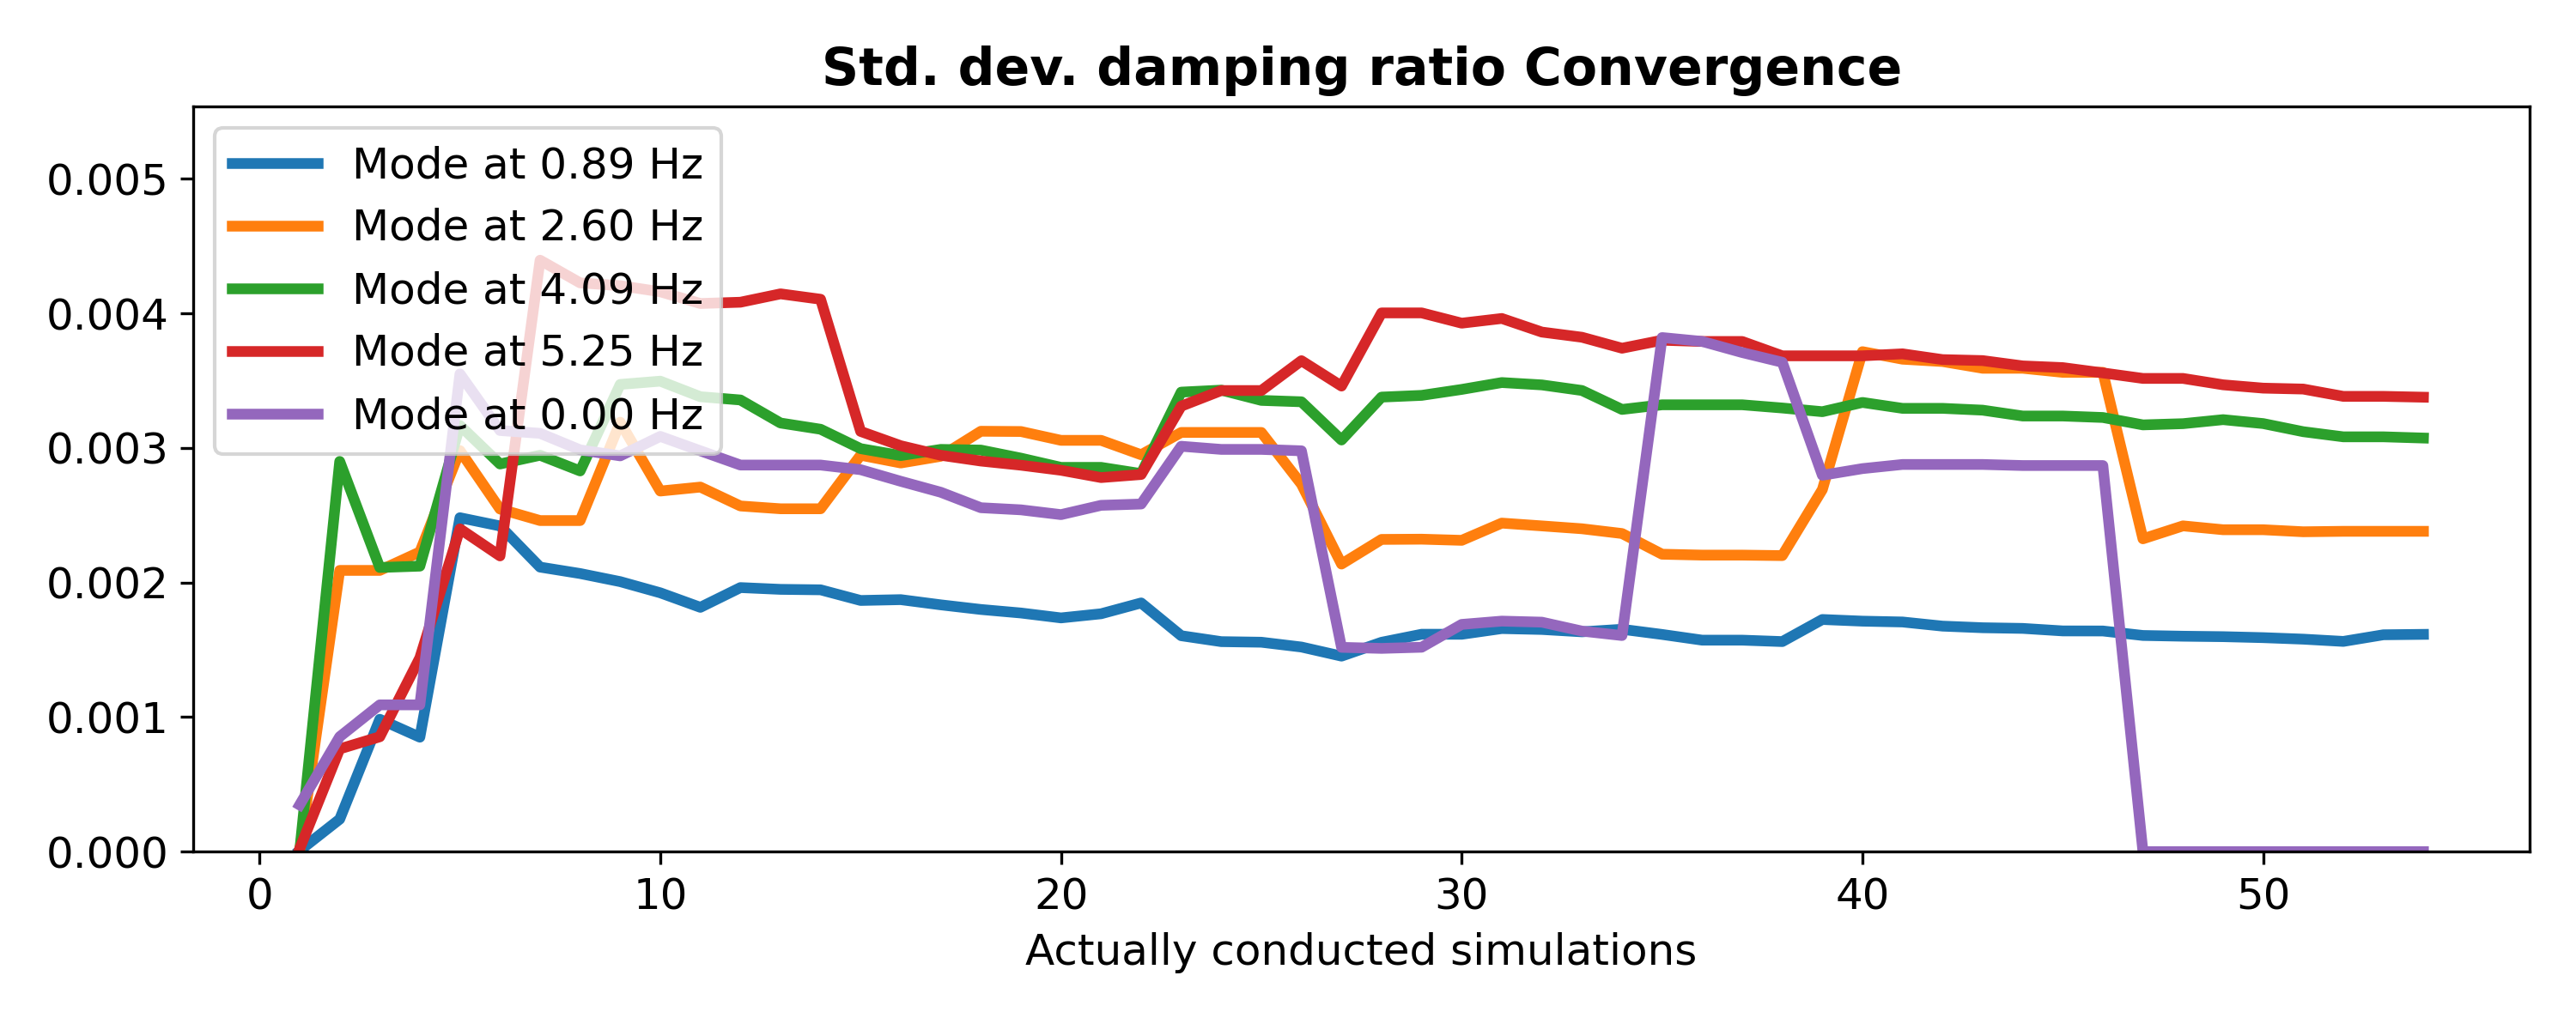 Std. dev. damping ratio Convergence
Mode at 0.89 Hz
Mode at 2.60 Hz
Mode at 4.09 Hz
Mode at 5.25 Hz
Mode at 0.00 Hz
0.005
0.004
0.003
0.002
0.001
0.000
0 10 20 30 40 50
Actually conducted simulations